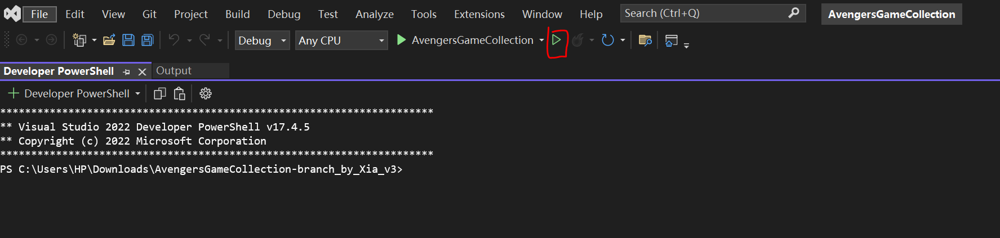 File Edit View Git Project Build Debug Test Analyze Tools Extensions Window Help Search (Ctrl+Q) AvengersGameCollection
Debug Any CPU AvengersGameCollection
Developer PowerShell Output
Developer PowerShell
**********************************************************************
** Visual Studio 2022 Developer PowerShell v17.4.5
** Copyright (c) 2022 Microsoft Corporation
**********************************************************************
PS C:\Users\HP\Downloads\AvengersGameCollection-branch_by_Xia_v3>